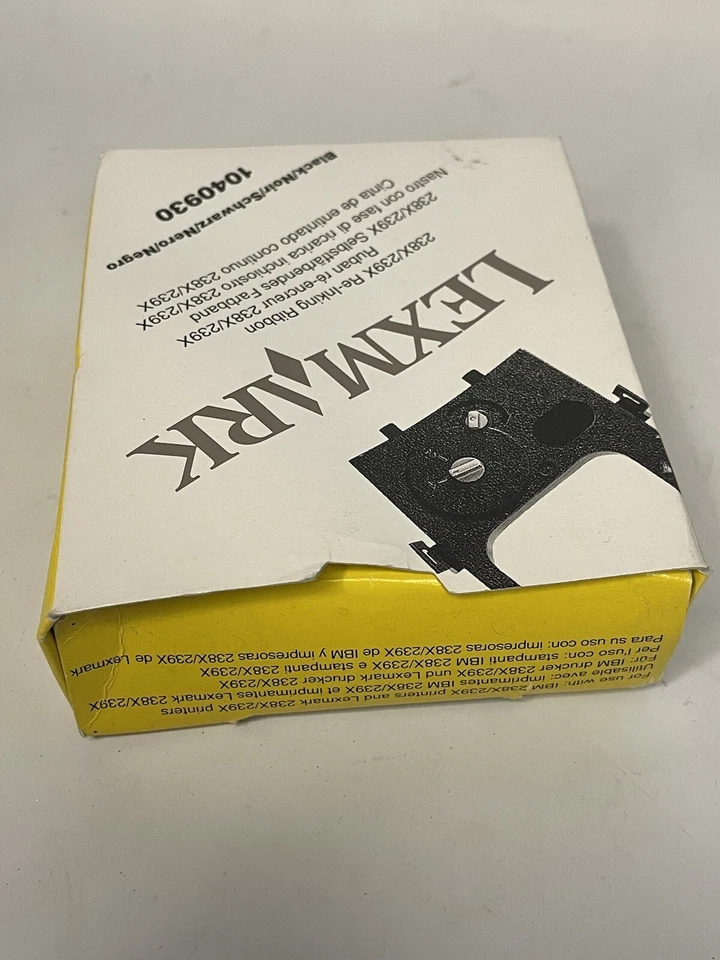 LEXMARK
238X/239X Re-Inking Ribbon
Ruban ré-encreur 238X/239X
238X/239X Selbstfärbendes Farbband
Nastro con fase di ricarica inchiostro 238X/239X
Cinta de entintado continuo 238X/239X
1040930
Black/Noir/Schwarz/Nero/Negro
For use with: IBM 238X/239X printers and Lexmark 238X/239X printers
Utilisable avec: imprimantes IBM 238X/239X et imprimantes Lexmark 238X/239X
Für: IBM drucker 238X/239X und Lexmark drucker 238X/239X
Per l'uso con: stampanti IBM 238X/239X e stampanti 238X/239X
Para su uso con: impresoras 238X/239X de IBM y impresoras 238X/239X de Lexmark